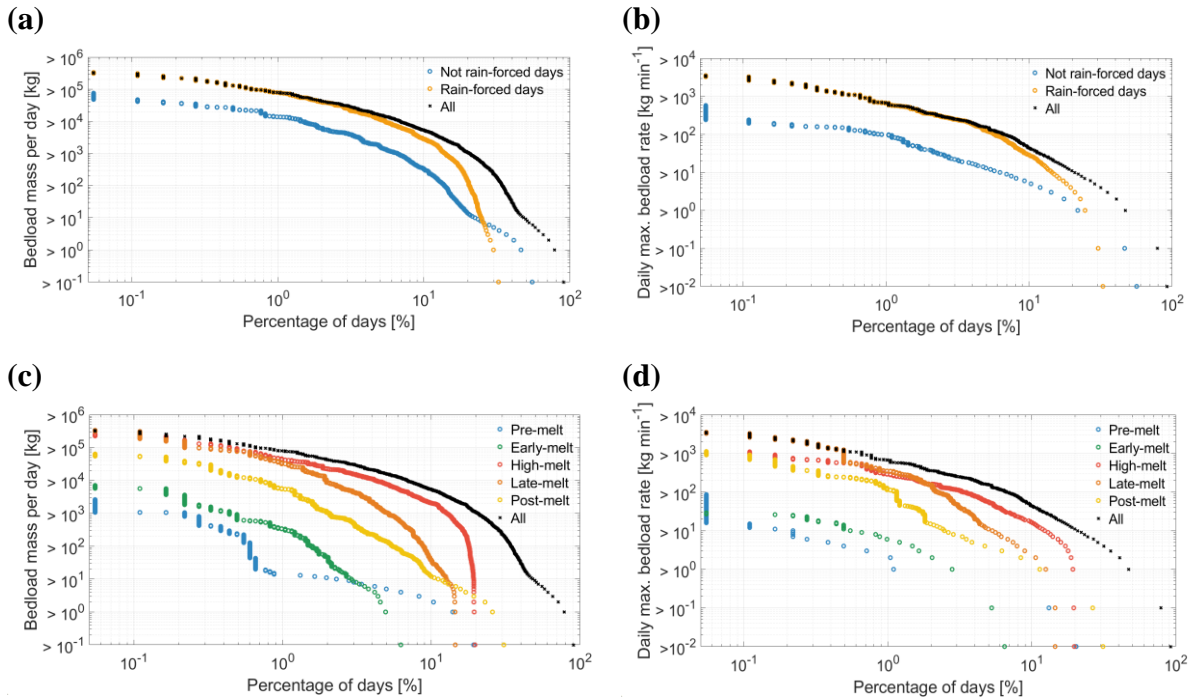 (a)
> 10^6
> 10^5
> 10^4
> 10^3
> 10^2
> 10^1
> 10^0
> 10^-1
Bedload mass per day [kg]
Not rain-forced days
Rain-forced days
All
10^-1 10^0 10^1 10^2
Percentage of days [%]
(b)
> 10^4
> 10^3
> 10^2
> 10^1
> 10^0
> 10^-1
> 10^-2
Daily max. bedload rate [kg min^-1]
Not rain-forced days
Rain-forced days
All
10^-1 10^0 10^1 10^2
Percentage of days [%]
(c)
> 10^6
> 10^5
> 10^4
> 10^3
> 10^2
> 10^1
> 10^0
> 10^-1
Bedload mass per day [kg]
Pre-melt
Early-melt
High-melt
Late-melt
Post-melt
All
10^-1 10^0 10^1 10^2
Percentage of days [%]
(d)
> 10^4
> 10^3
> 10^2
> 10^1
> 10^0
> 10^-1
>10^-2
Daily max. bedload rate [kg min^-1]
Pre-melt
Early-melt
High-melt
Late-melt
Post-melt
All
10^-1 10^0 10^1 10^2
Percentage of days [%]